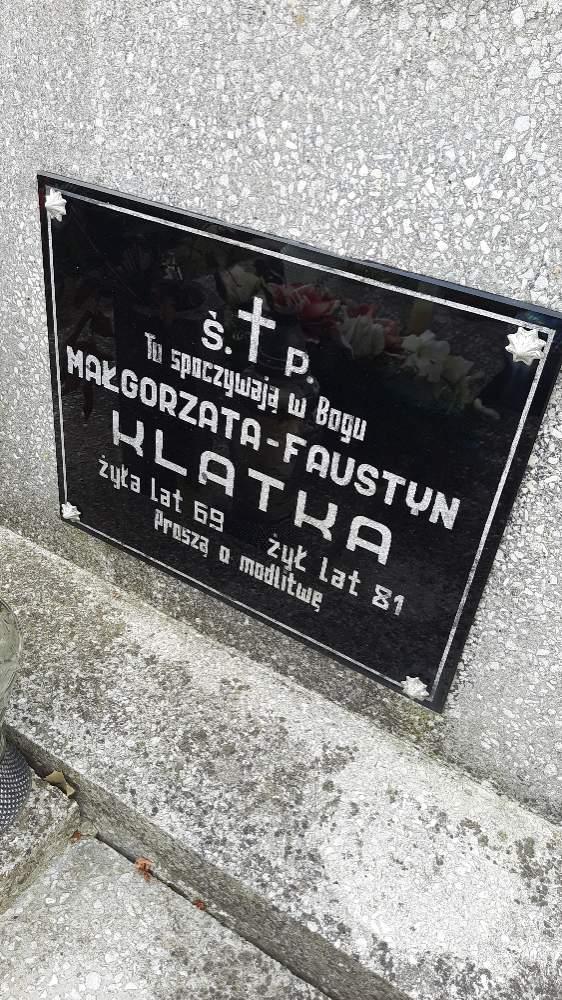 Ś. P.
Tu spoczywają w Bogu
MAŁGORZATA-FAUSTYN
KLATKA
żyła lat 69 żył lat 81
Proszą o modlitwę